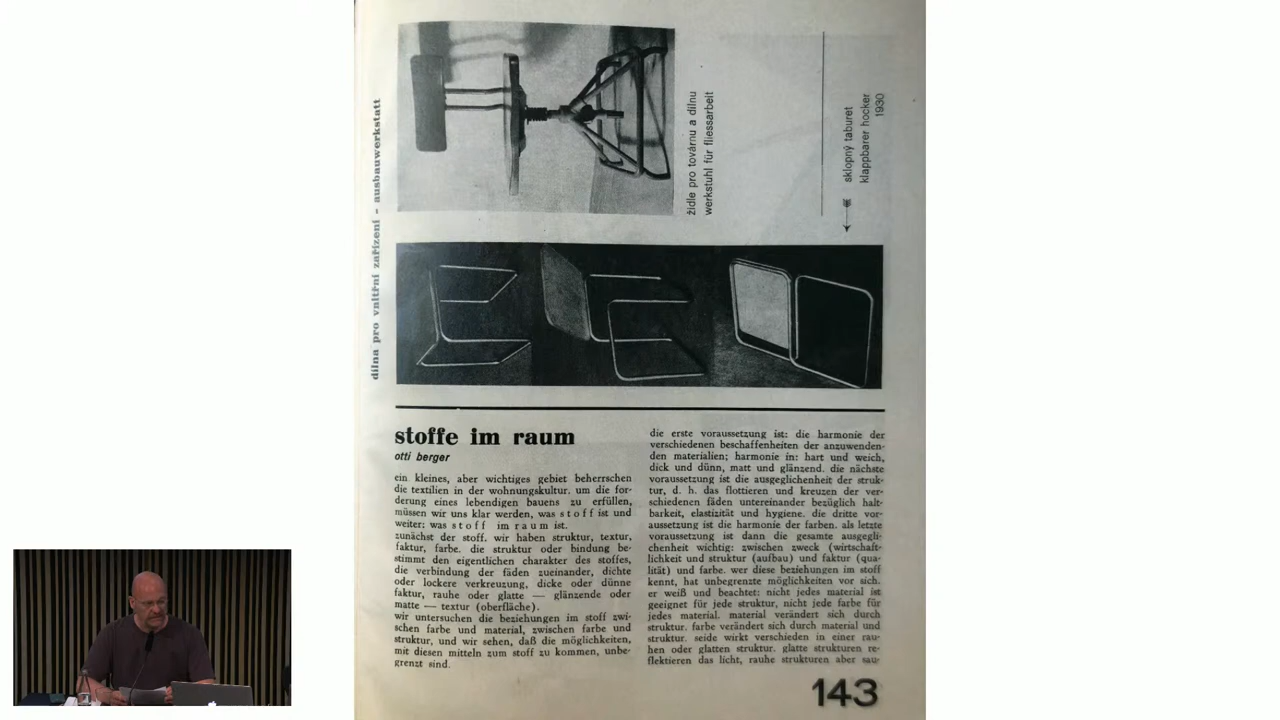 dílna pro vnitřní zařízení - ausbauwerkstatt
židle pro továrnu a dílnu
werkstuhl für fliessarbeit
sklopný taburet
klappbarer hocker
1930
stoffe im raum
otti berger
ein kleines, aber wichtiges gebiet beherrschen
die textilien in der wohnungskultur. um die for-
derung eines lebendigen bauens zu erfüllen,
müssen wir uns klar werden, was s t o f f ist und
weiter: was s t o f f  im r a u m ist.
zunächst der stoff. wir haben struktur, textur,
faktur, farbe. die struktur oder bindung be-
stimmt den eigentlichen charakter des stoffes,
die verbindung der fäden zueinander, dichte
oder lockere verkreuzung, dicke oder dünne
faktur, rauhe oder glatte — glänzende oder
matte — textur (oberfläche).
wir untersuchen die beziehungen im stoff zwi-
schen farbe und material, zwischen farbe und
struktur, und wir sehen, daß die möglichkeiten,
mit diesen mitteln zum stoff zu kommen, unbe-
grenzt sind.
die erste voraussetzung ist: die harmonie der
verschiedenen beschaffenheiten der anzuwenden-
den materialien; harmonie in: hart und weich,
dick und dünn, matt und glänzend. die nächste
voraussetzung ist die ausgeglichenheit der struk-
tur, d. h. das flottieren und kreuzen der ver-
schiedenen fäden untereinander bezüglich halt-
barkeit, elastizität und hygiene. die dritte vor-
aussetzung ist die harmonie der farben. als letzte
voraussetzung ist dann die gesamte ausgegli-
chenheit wichtig: zwischen zweck (wirtschaft-
lichkeit und struktur (aufbau) und faktur (qua-
lität) und farbe. wer diese beziehungen im stoff
kennt, hat unbegrenzte möglichkeiten vor sich.
er weiß und beachtet: nicht jedes material ist
geeignet für jede struktur, nicht jede farbe für
jedes material. material verändert sich durch
struktur. farbe verändert sich durch material und
struktur. seide wirkt verschieden in einer rau-
hen oder glatten struktur. glatte strukturen re-
flektieren das licht, rauhe strukturen aber sau-
143